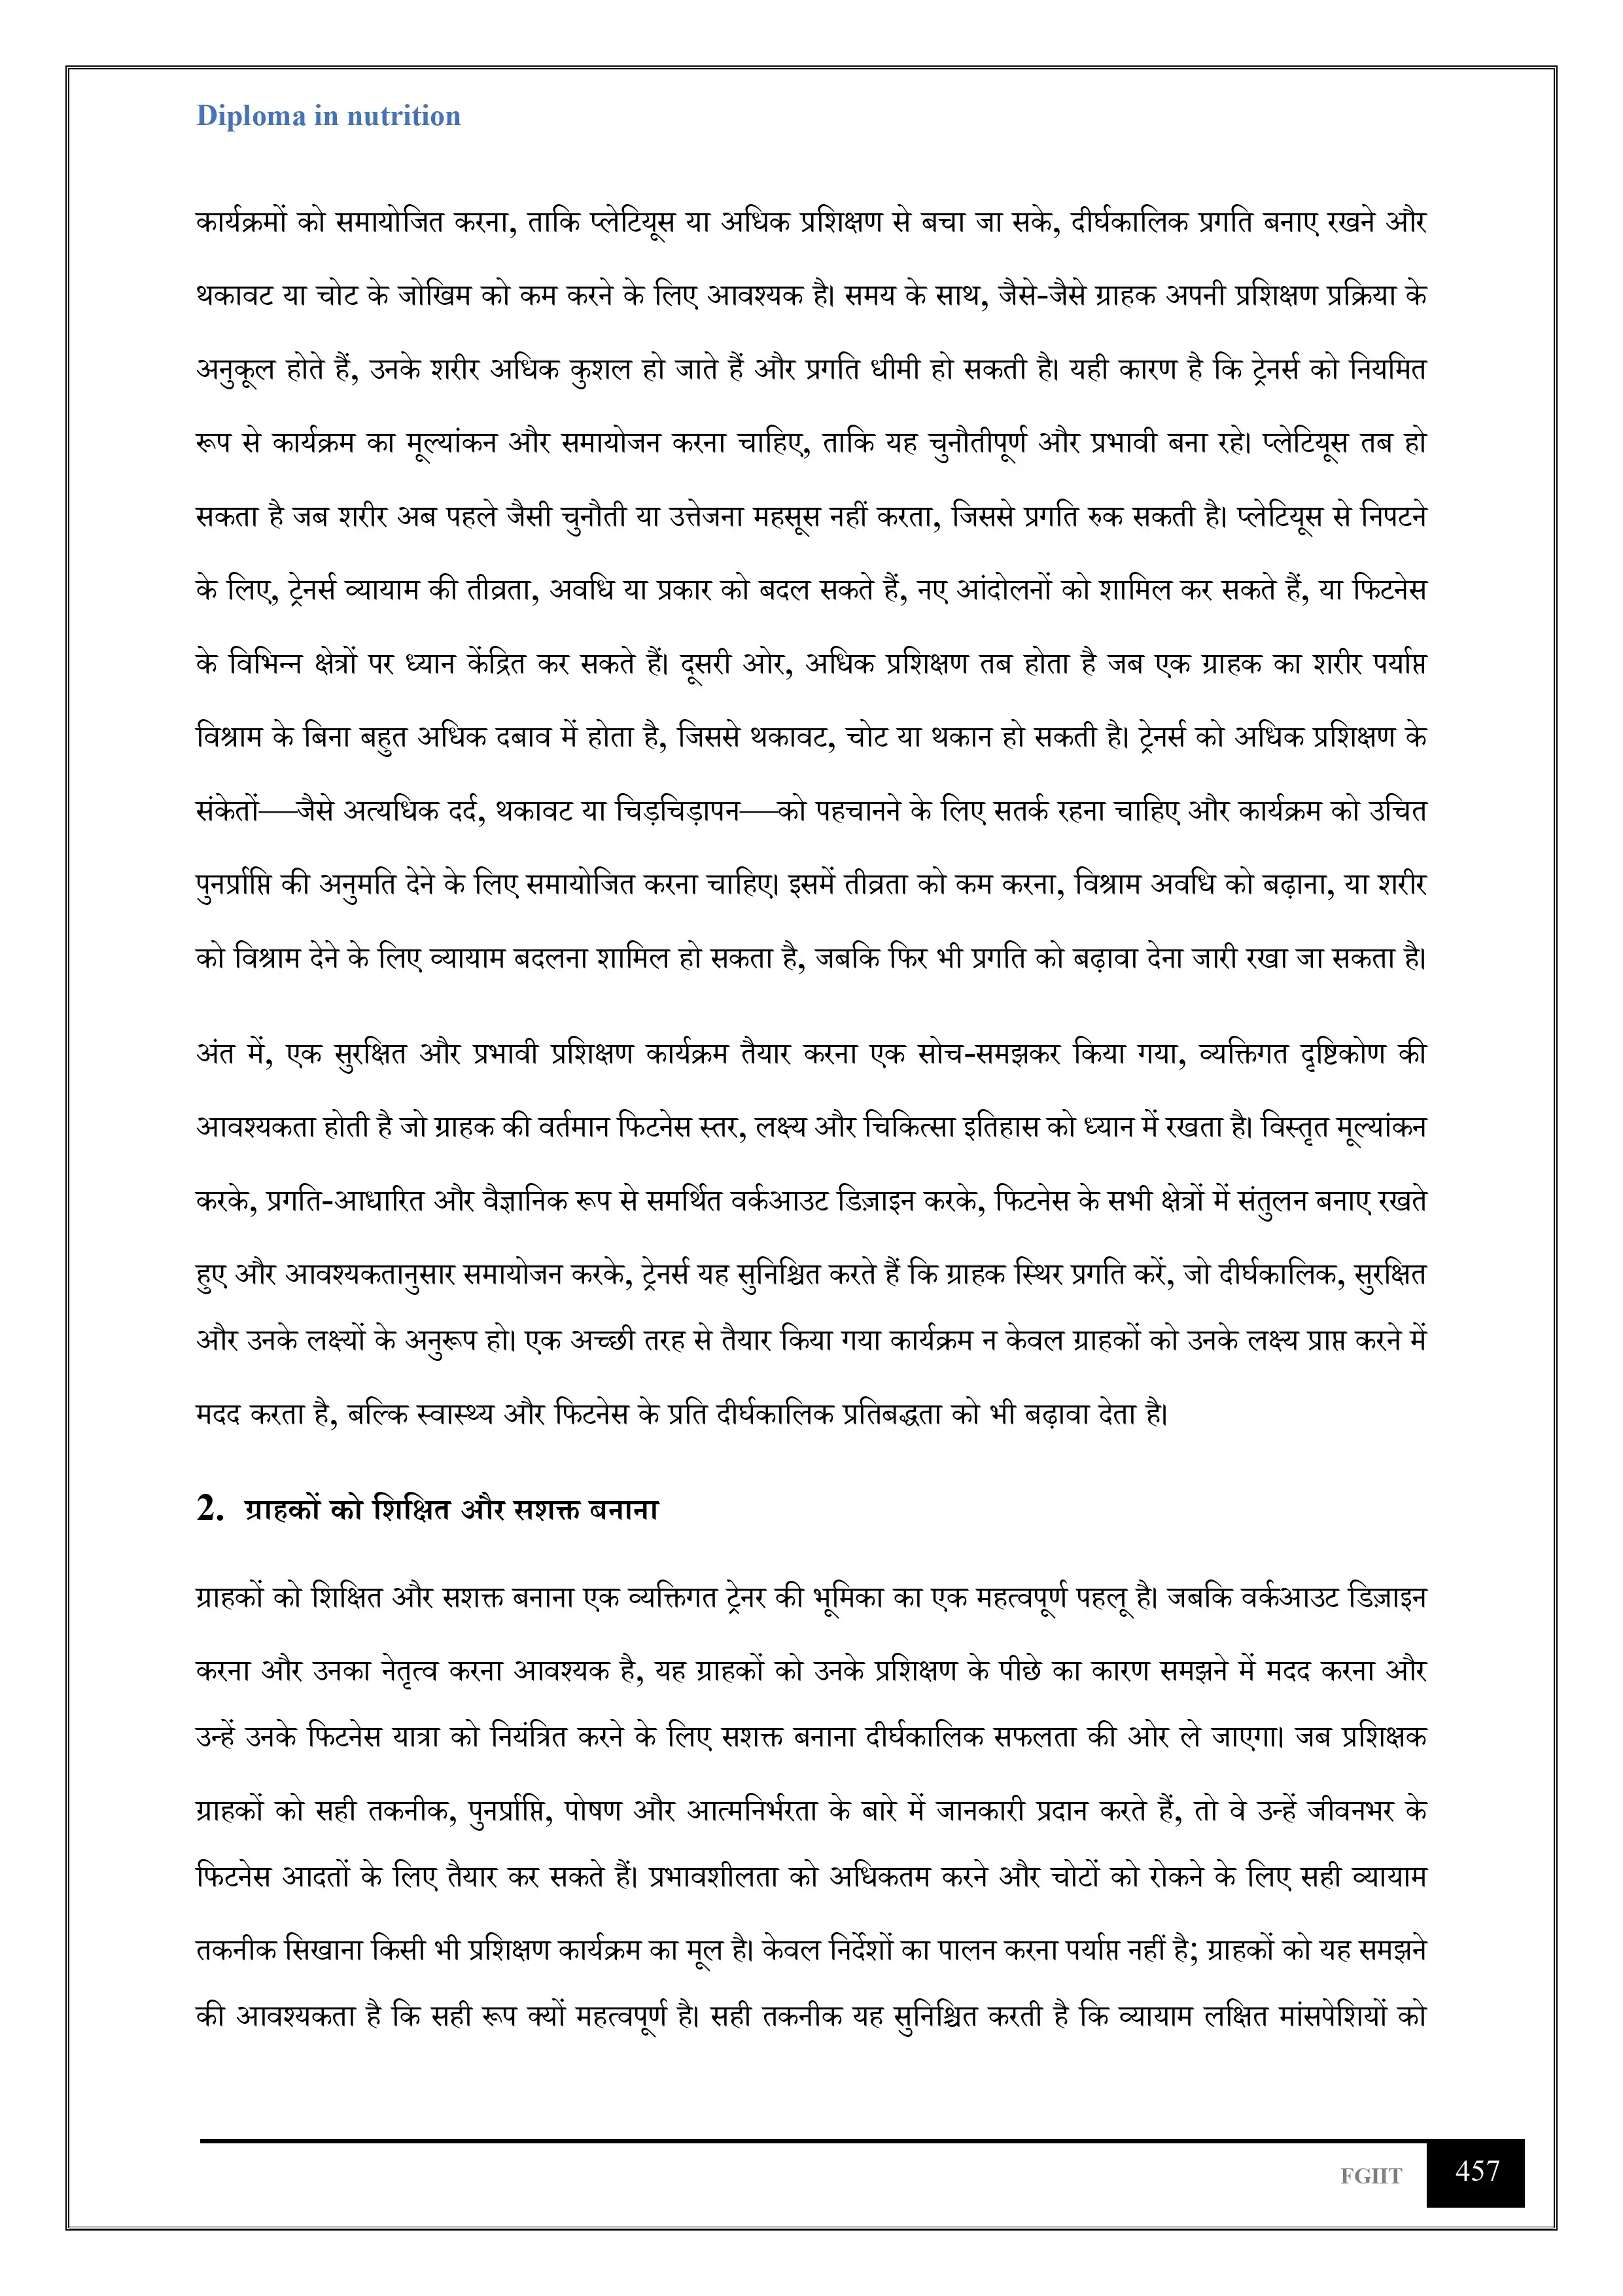 Diploma in nutrition
कार्यक्रमों को समायोजित करना, ताकि प्लेटियूस या अधिक प्रशिक्षण से बचा जा सके, दीर्घकालिक प्रगति बनाए रखने और
थकावट या चोट के जोखिम को कम करने के लिए आवश्यक है। समय के साथ, जैसे-जैसे ग्राहक अपनी प्रशिक्षण प्रक्रिया के
अनुकूल होते हैं, उनके शरीर अधिक कुशल हो जाते हैं और प्रगति धीमी हो सकती है। यही कारण है कि ट्रेनर्स को नियमित
रूप से कार्यक्रम का मूल्यांकन और समायोजन करना चाहिए, ताकि यह चुनौतीपूर्ण और प्रभावी बना रहे। प्लेटियूस तब हो
सकता है जब शरीर अब पहले जैसी चुनौती या उत्तेजना महसूस नहीं करता, जिससे प्रगति रुक सकती है। प्लेटियूस से निपटने
के लिए, ट्रेनर्स व्यायाम की तीव्रता, अवधि या प्रकार को बदल सकते हैं, नए आंदोलनों को शामिल कर सकते हैं, या फिटनेस
के विभिन्न क्षेत्रों पर ध्यान केंद्रित कर सकते हैं। दूसरी ओर, अधिक प्रशिक्षण तब होता है जब एक ग्राहक का शरीर पर्याप्त
विश्राम के बिना बहुत अधिक दबाव में होता है, जिससे थकावट, चोट या थकान हो सकती है। ट्रेनर्स को अधिक प्रशिक्षण के
संकेतों—जैसे अत्यधिक दर्द, थकावट या चिड़चिड़ापन—को पहचानने के लिए सतर्क रहना चाहिए और कार्यक्रम को उचित
पुनर्प्राप्ति की अनुमति देने के लिए समायोजित करना चाहिए। इसमें तीव्रता को कम करना, विश्राम अवधि को बढ़ाना, या शरीर
को विश्राम देने के लिए व्यायाम बदलना शामिल हो सकता है, जबकि फिर भी प्रगति को बढ़ावा देना जारी रखा जा सकता है।
अंत में, एक सुरक्षित और प्रभावी प्रशिक्षण कार्यक्रम तैयार करना एक सोच-समझकर किया गया, व्यक्तिगत दृष्टिकोण की
आवश्यकता होती है जो ग्राहक की वर्तमान फिटनेस स्तर, लक्ष्य और चिकित्सा इतिहास को ध्यान में रखता है। विस्तृत मूल्यांकन
करके, प्रगति-आधारित और वैज्ञानिक रूप से समर्थित वर्कआउट डिज़ाइन करके, फिटनेस के सभी क्षेत्रों में संतुलन बनाए रखते
हुए और आवश्यकतानुसार समायोजन करके, ट्रेनर्स यह सुनिश्चित करते हैं कि ग्राहक स्थिर प्रगति करें, जो दीर्घकालिक, सुरक्षित
और उनके लक्ष्यों के अनुरूप हो। एक अच्छी तरह से तैयार किया गया कार्यक्रम न केवल ग्राहकों को उनके लक्ष्य प्राप्त करने में
मदद करता है, बल्कि स्वास्थ्य और फिटनेस के प्रति दीर्घकालिक प्रतिबद्धता को भी बढ़ावा देता है।
2. ग्राहकों को शिक्षित और सशक्त बनाना
ग्राहकों को शिक्षित और सशक्त बनाना एक व्यक्तिगत ट्रेनर की भूमिका का एक महत्वपूर्ण पहलू है। जबकि वर्कआउट डिज़ाइन
करना और उनका नेतृत्व करना आवश्यक है, यह ग्राहकों को उनके प्रशिक्षण के पीछे का कारण समझने में मदद करना और
उन्हें उनके फिटनेस यात्रा को नियंत्रित करने के लिए सशक्त बनाना दीर्घकालिक सफलता की ओर ले जाएगा। जब प्रशिक्षक
ग्राहकों को सही तकनीक, पुनर्प्राप्ति, पोषण और आत्मनिर्भरता के बारे में जानकारी प्रदान करते हैं, तो वे उन्हें जीवनभर के
फिटनेस आदतों के लिए तैयार कर सकते हैं। प्रभावशीलता को अधिकतम करने और चोटों को रोकने के लिए सही व्यायाम
तकनीक सिखाना किसी भी प्रशिक्षण कार्यक्रम का मूल है। केवल निर्देशों का पालन करना पर्याप्त नहीं है; ग्राहकों को यह समझने
की आवश्यकता है कि सही रूप क्यों महत्वपूर्ण है। सही तकनीक यह सुनिश्चित करती है कि व्यायाम लक्षित मांसपेशियों को
FGIIT 457